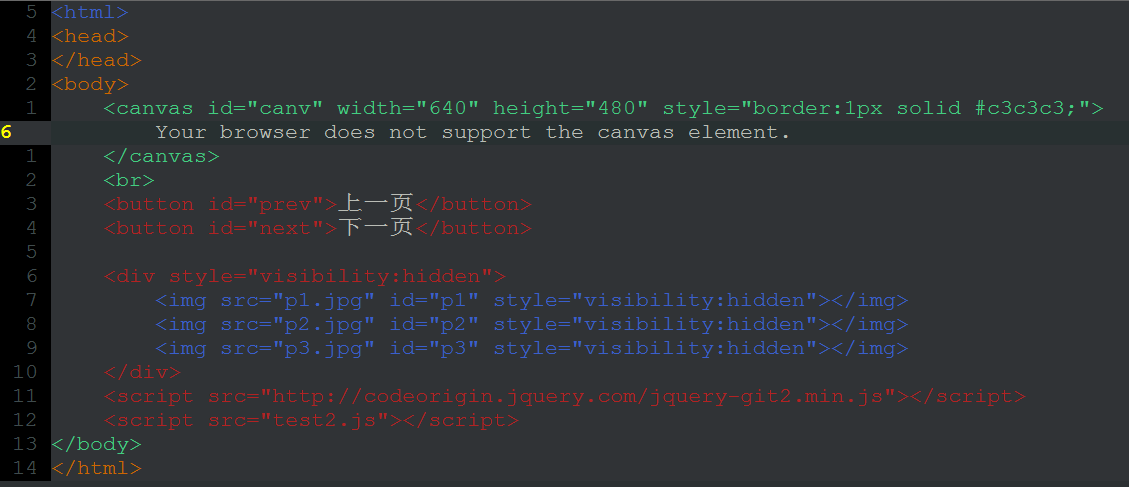 5 <html>
4 <head>
3 </head>
2 <body>
1     <canvas id="canv" width="640" height="480" style="border:1px solid #c3c3c3;">
6         Your browser does not support the canvas element.
1     </canvas>
2     <br>
3     <button id="prev">上一页</button>
4     <button id="next">下一页</button>
5
6     <div style="visibility:hidden">
7         <img src="p1.jpg" id="p1" style="visibility:hidden"></img>
8         <img src="p2.jpg" id="p2" style="visibility:hidden"></img>
9         <img src="p3.jpg" id="p3" style="visibility:hidden"></img>
10     </div>
11     <script src="http://codeorigin.jquery.com/jquery-git2.min.js"></script>
12     <script src="test2.js"></script>
13 </body>
14 </html>